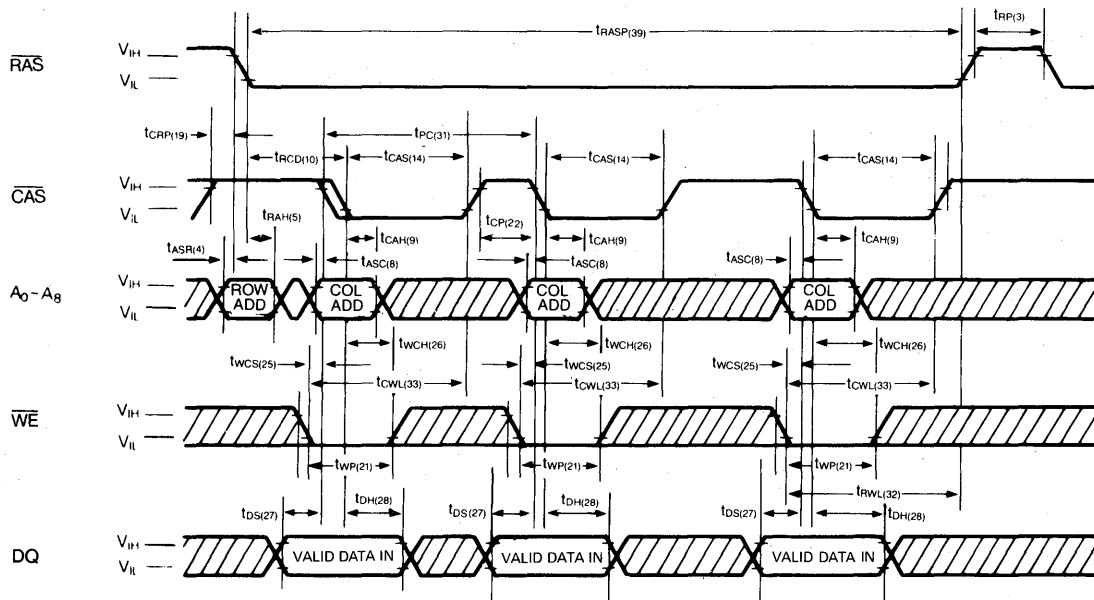 tRASP(39)
tRP(3)
RAS
VIH
VIL
tCRP(19)
tPC(31)
tRCD(10)
tCAS(14)
tCAS(14)
tCAS(14)
CAS
VIH
VIL
tRAH(5)
tCP(22)
tCAH(9)
tCAH(9)
tCAH(9)
tASR(4)
tASC(8)
tASC(8)
tASC(8)
A0~A8
VIH
VIL
ROW ADD
COL ADD
COL ADD
COL ADD
tWCH(26)
tWCH(26)
tWCH(26)
tWCS(25)
tWCS(25)
tWCS(25)
tCWL(33)
tCWL(33)
tCWL(33)
WE
VIH
VIL
tWP(21)
tWP(21)
tWP(21)
tRWL(32)
tDS(27)
tDH(28)
tDS(27)
tDH(28)
tDS(27)
tDH(28)
DQ
VIH
VIL
VALID DATA IN
VALID DATA IN
VALID DATA IN